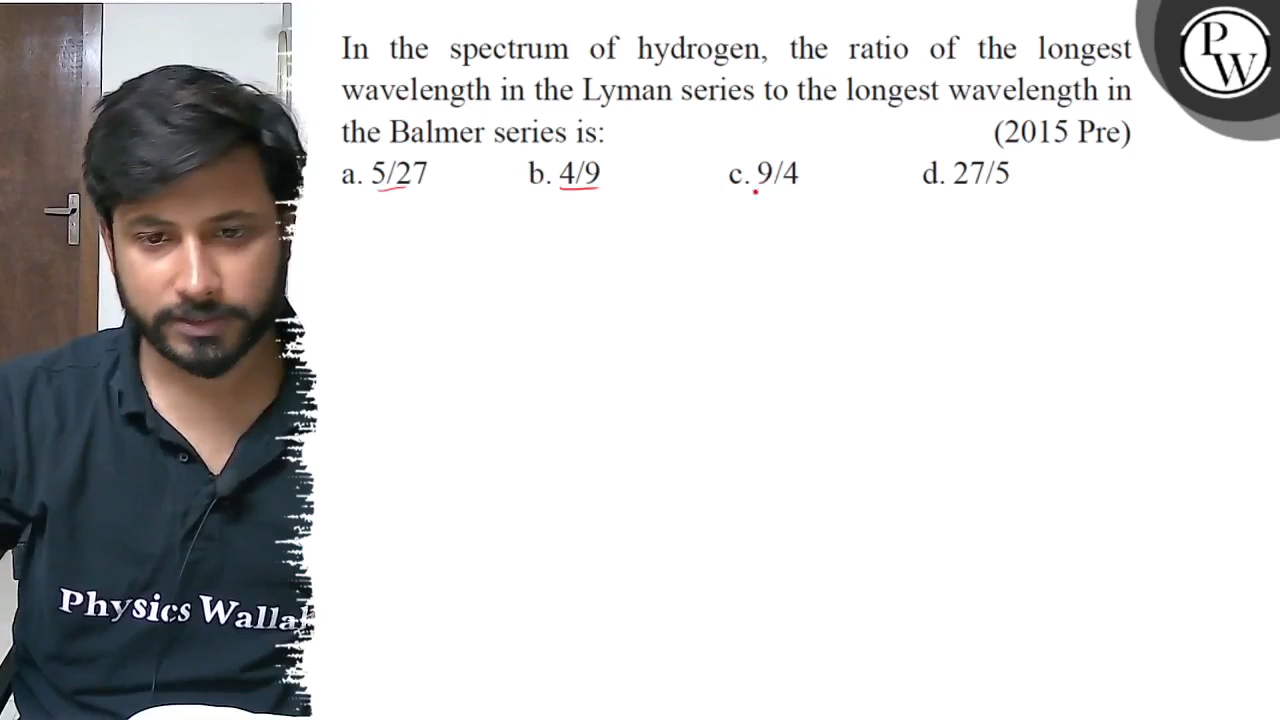 In the spectrum of hydrogen, the ratio of the longest
wavelength in the Lyman series to the longest wavelength in
the Balmer series is: (2015 Pre)
a. 5/27 b. 4/9 c. 9/4 d. 27/5
P
W
Physics Wallah